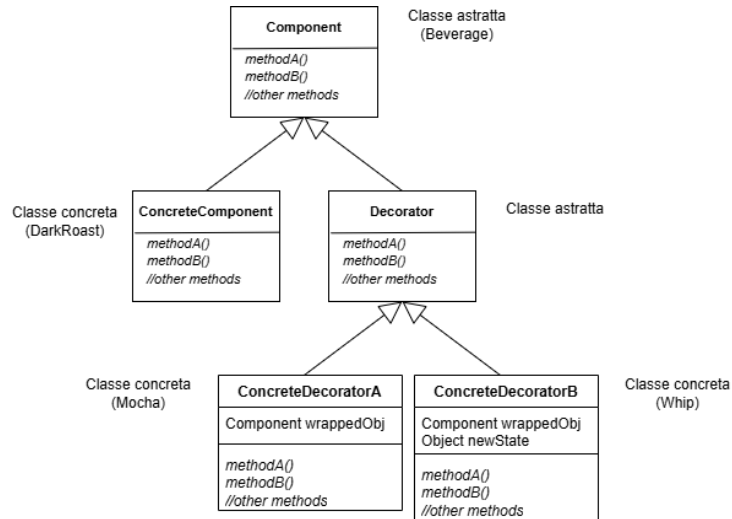 Component
methodA()
methodB()
//other methods
Classe astratta
(Beverage)
Classe concreta
(DarkRoast)
ConcreteComponent
methodA()
methodB()
//other methods
Decorator
methodA()
methodB()
//other methods
Classe astratta
Classe concreta
(Mocha)
ConcreteDecoratorA
Component wrappedObj
methodA()
methodB()
//other methods
ConcreteDecoratorB
Component wrappedObj
Object newState
methodA()
methodB()
//other methods
Classe concreta
(Whip)